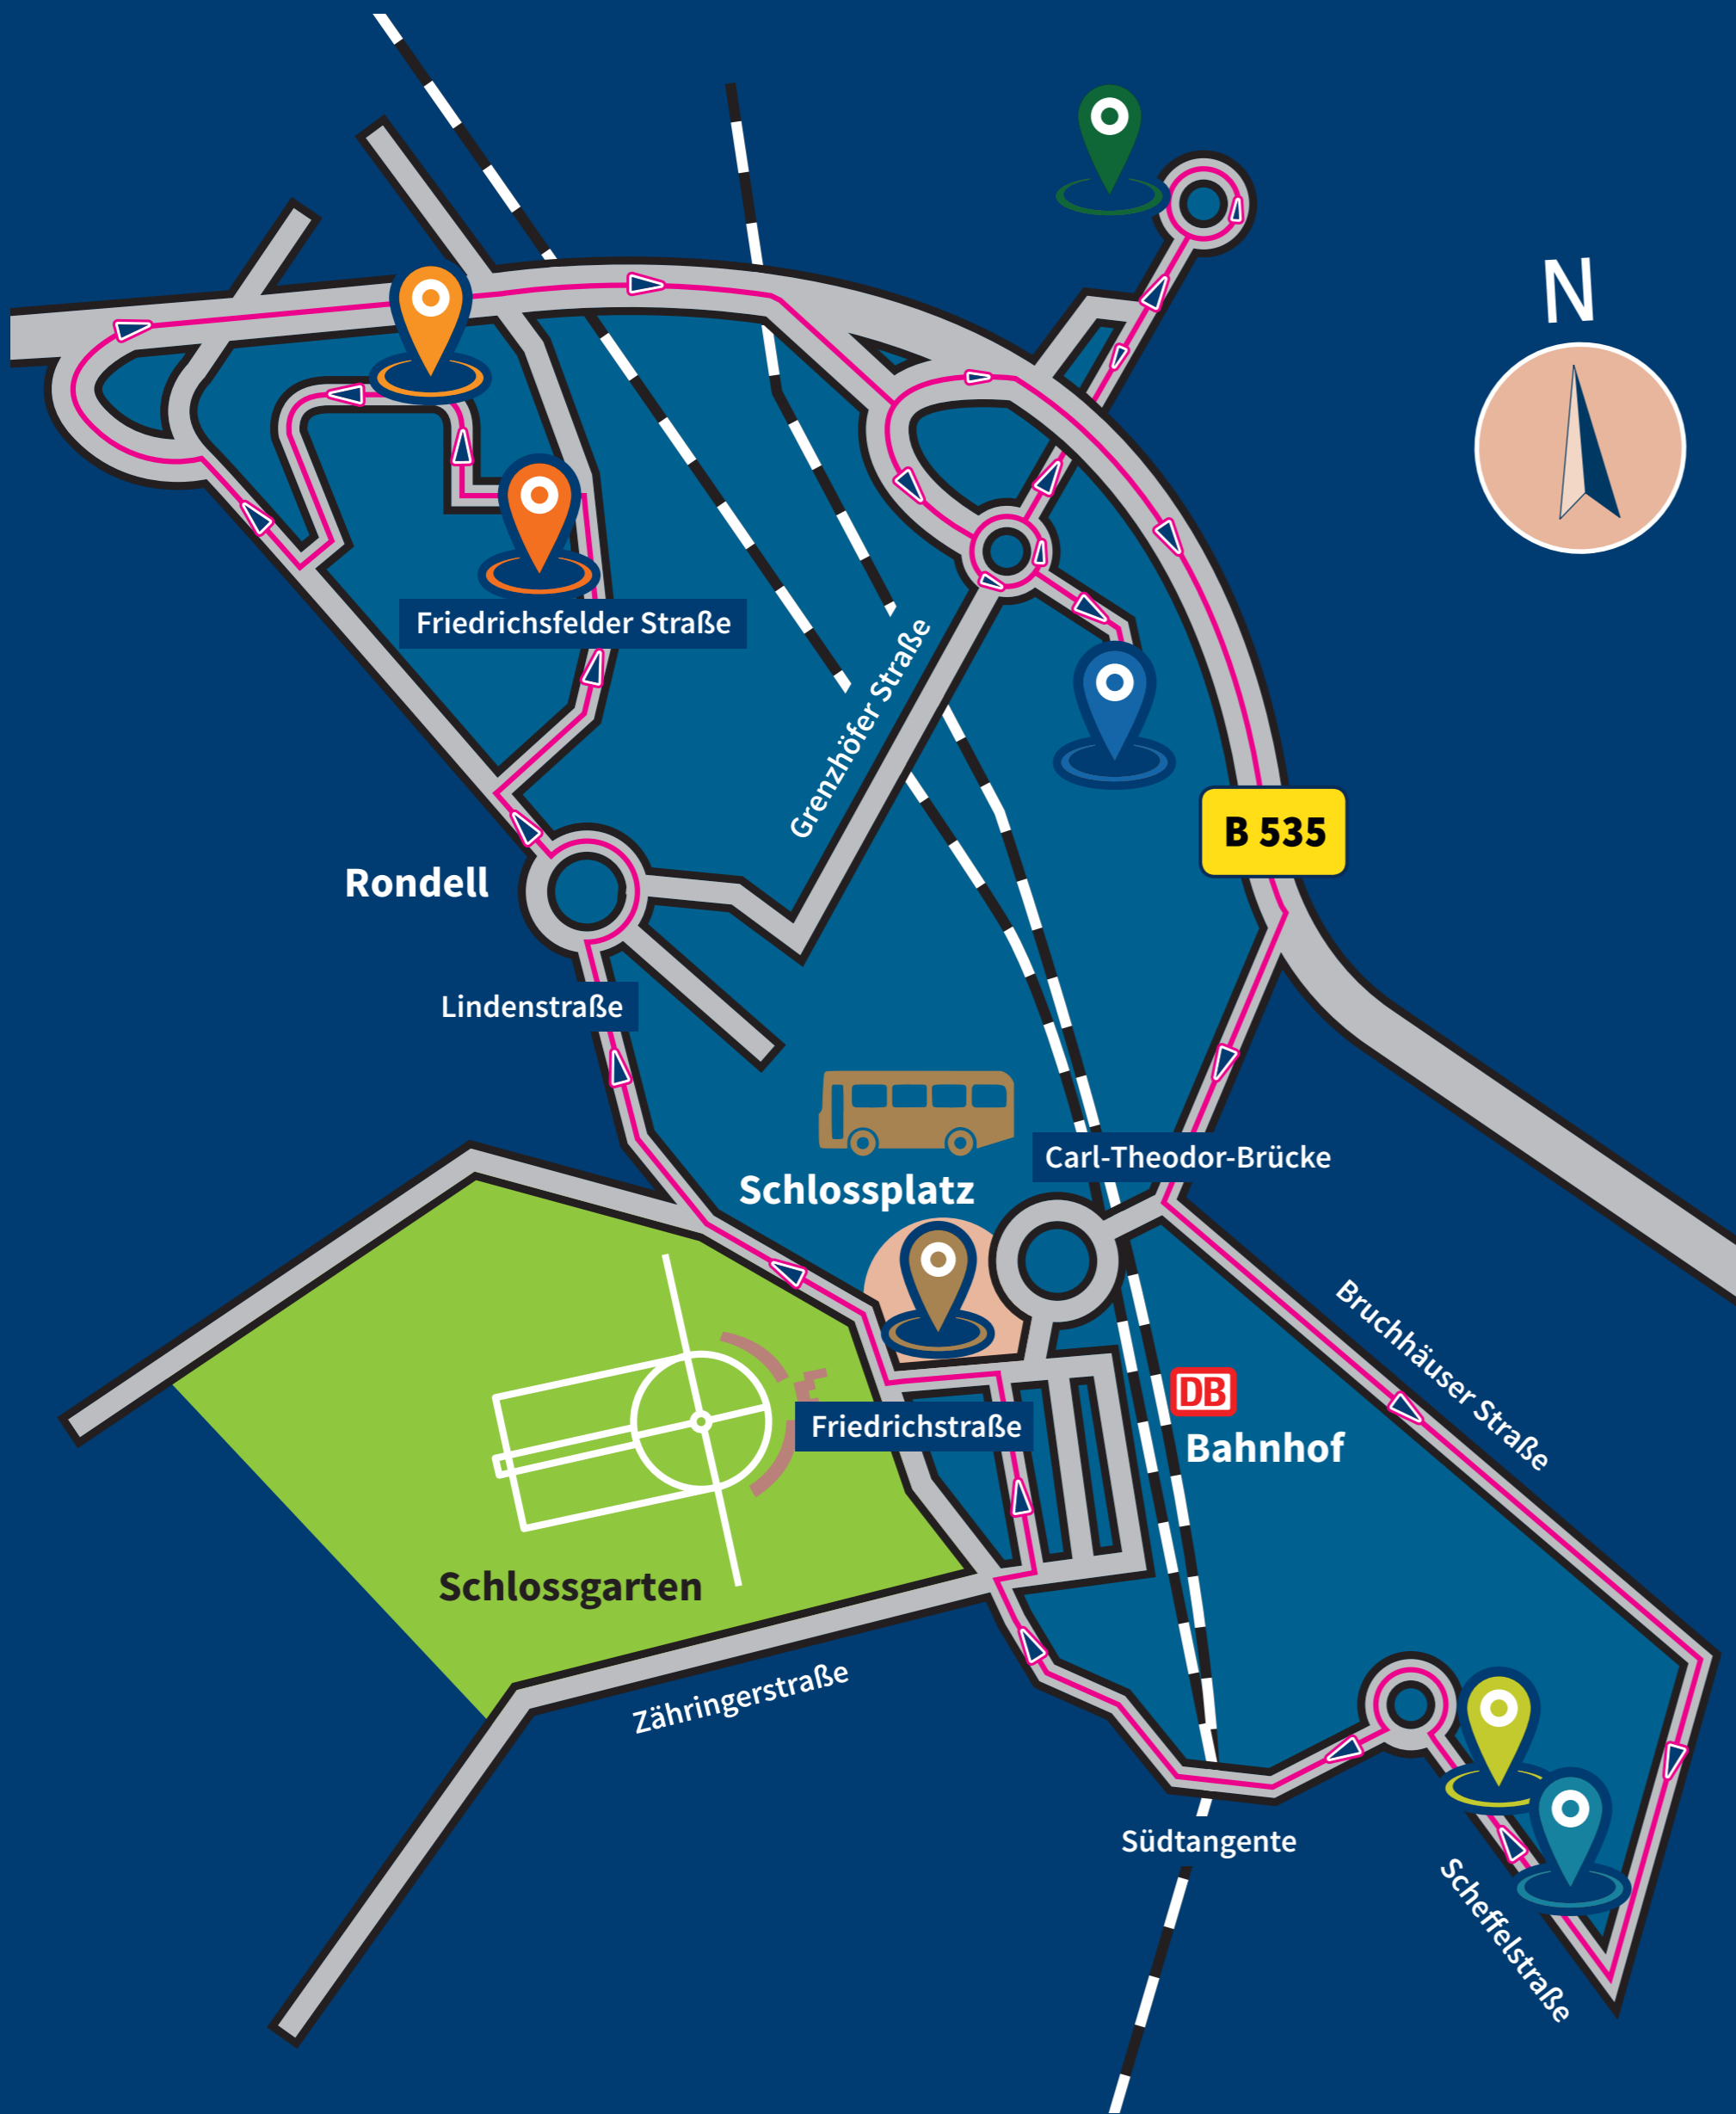 N
Friedrichsfelder Straße
Grenzhöfer Straße
B 535
Rondell
Lindenstraße
Carl-Theodor-Brücke
Schlossplatz
Bruchhäuser Straße
DB
Friedrichstraße
Bahnhof
Schlossgarten
Zähringerstraße
Südtangente
Scheffelstraße